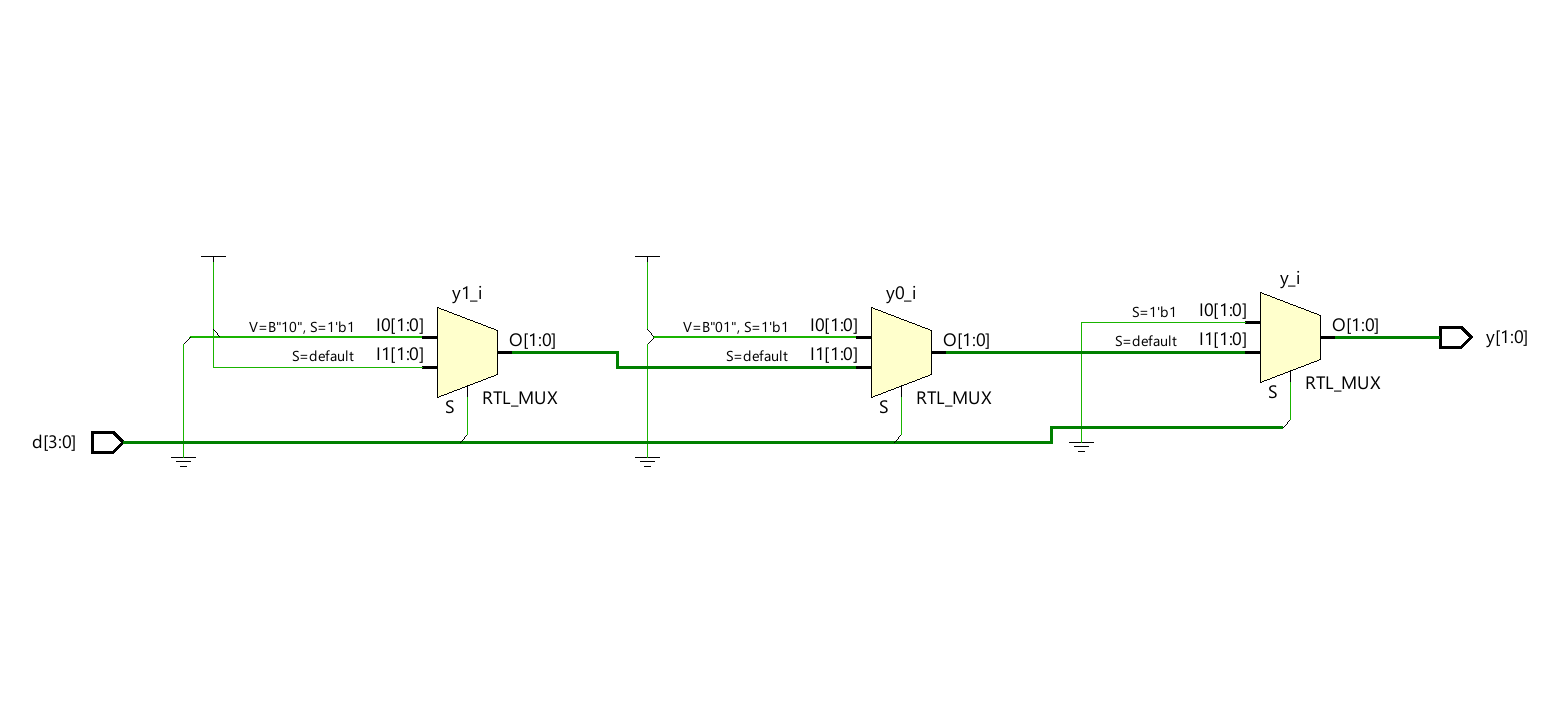 y1_i
V=B"10", S=1'b1
I0[1:0]
S=default
I1[1:0]
O[1:0]
S
RTL_MUX
y0_i
V=B"01", S=1'b1
I0[1:0]
S=default
I1[1:0]
O[1:0]
S
RTL_MUX
y_i
S=1'b1
I0[1:0]
S=default
I1[1:0]
O[1:0]
S
RTL_MUX
y[1:0]
d[3:0]